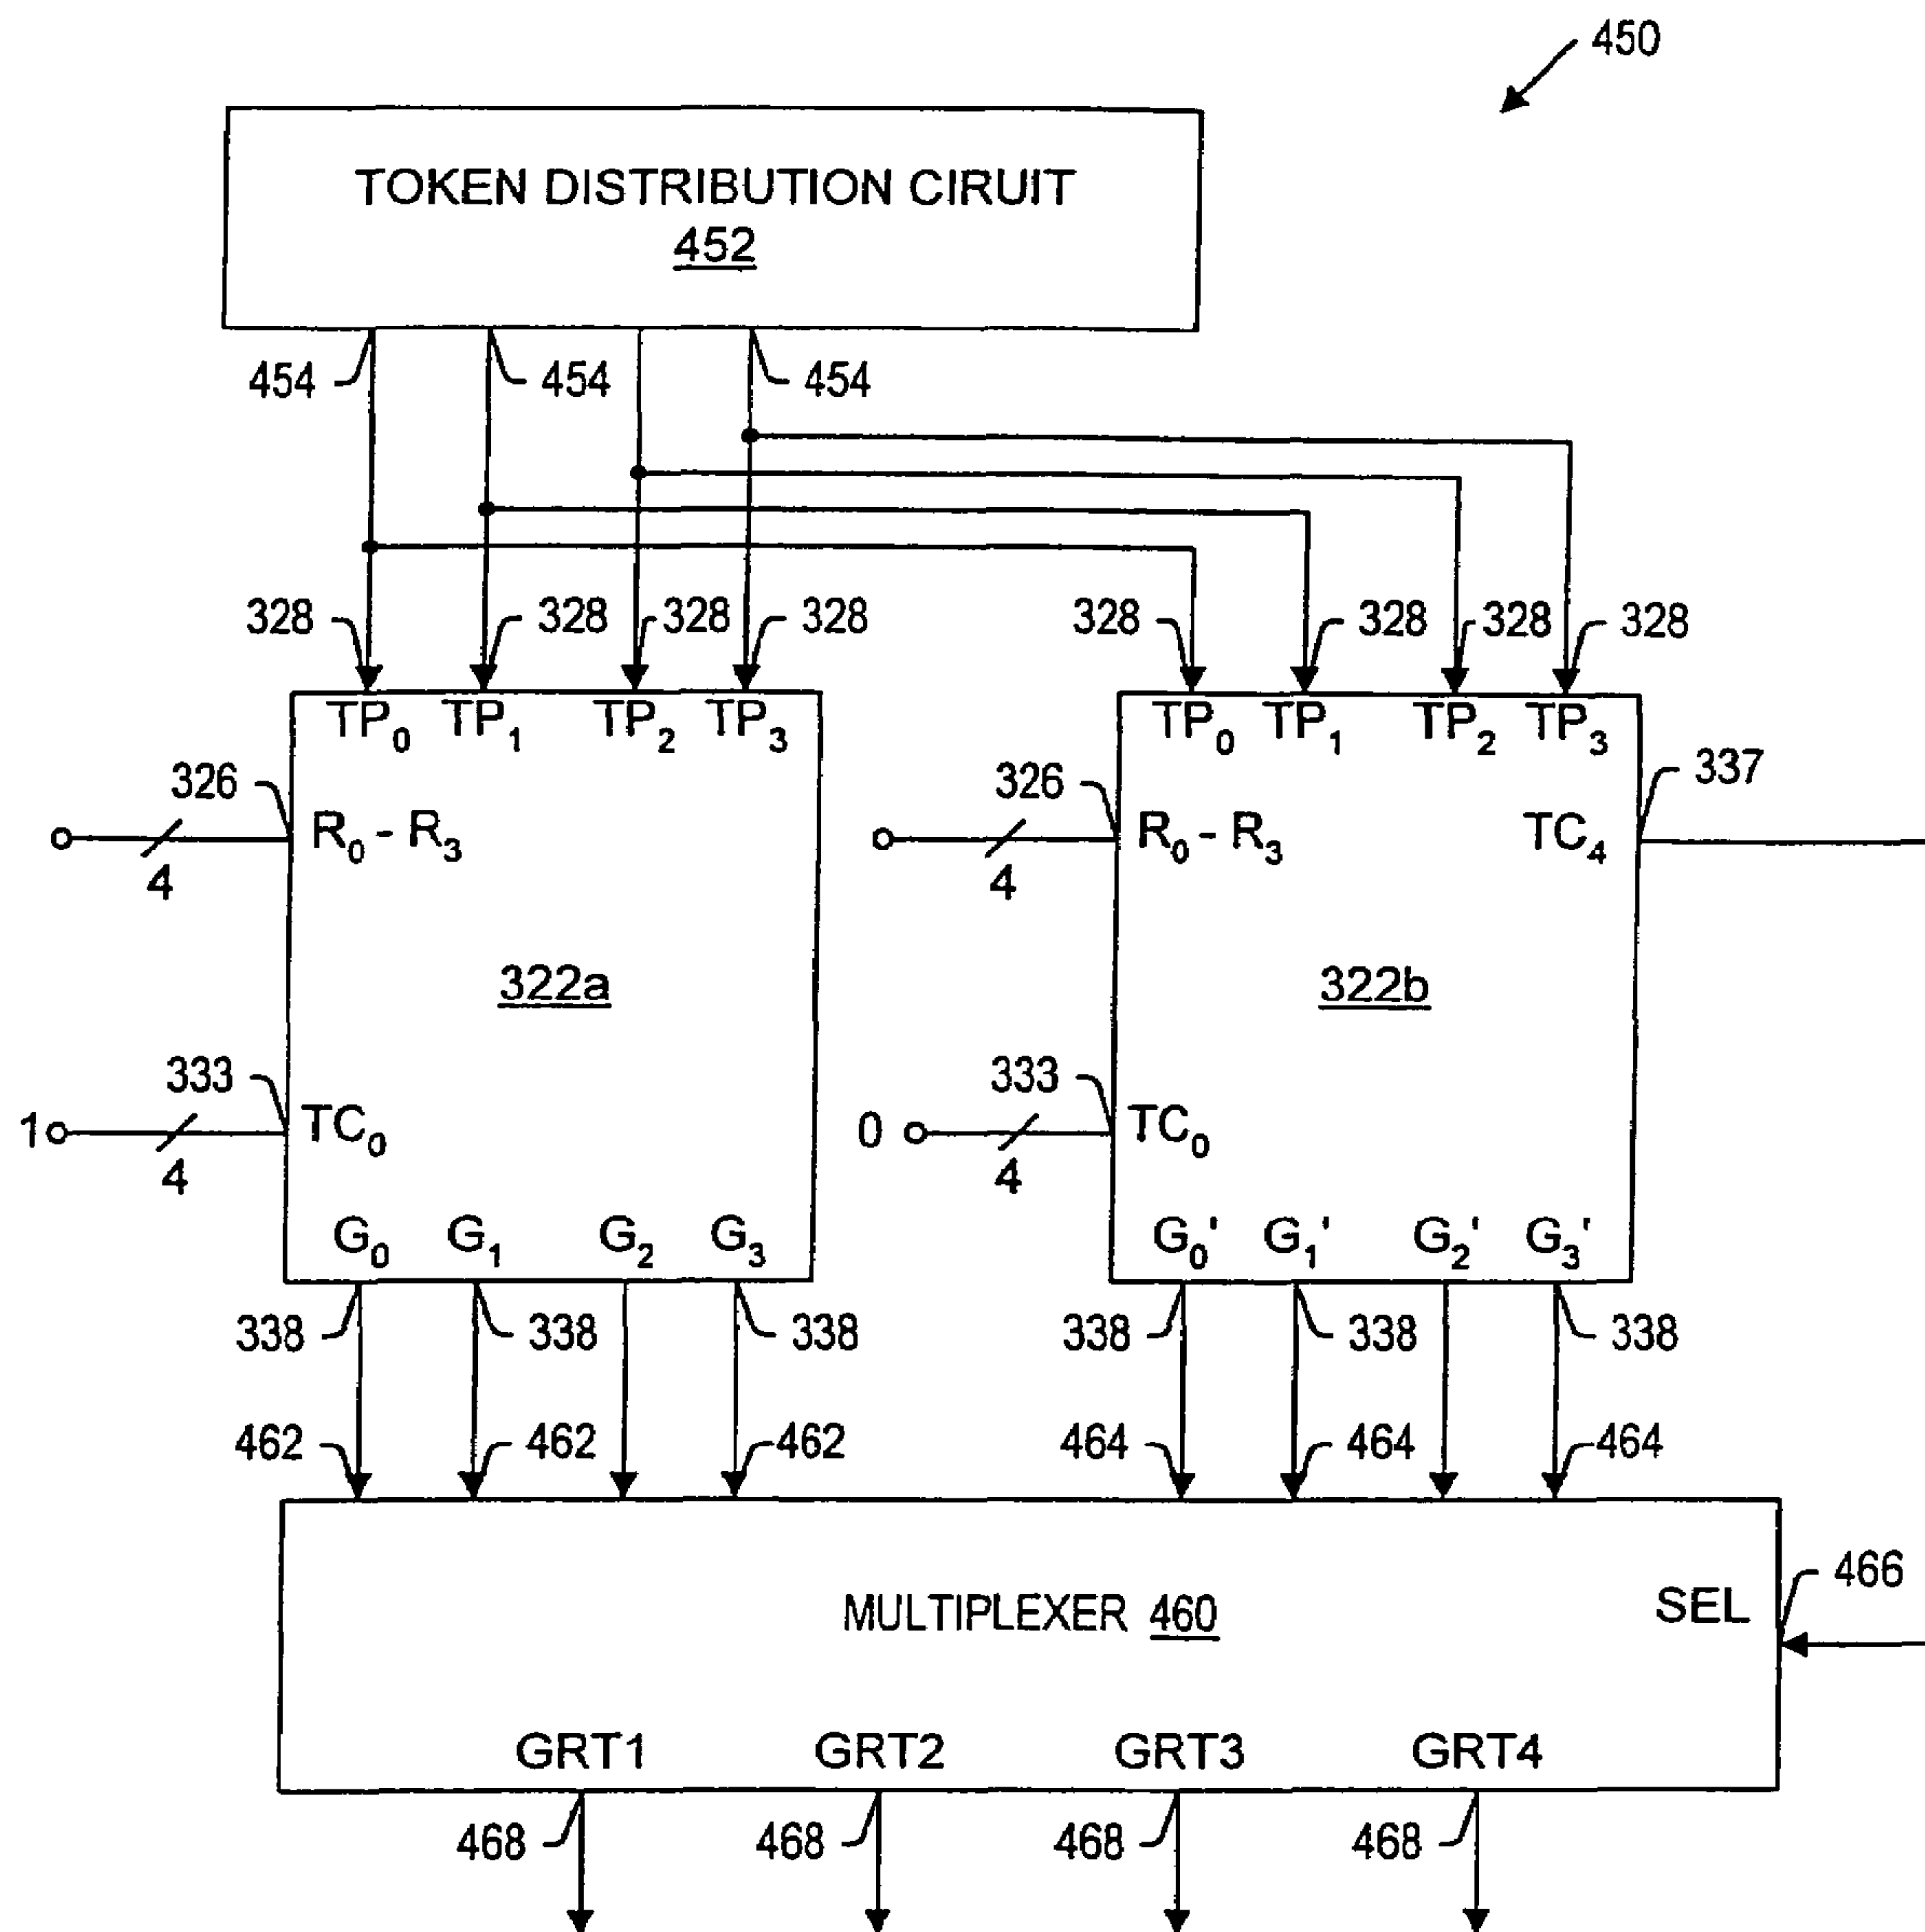 450
TOKEN DISTRIBUTION CIRUIT
452
454 454 454
328 328 328 328 328 328 328 328
TP0 TP1 TP2 TP3 TP0 TP1 TP2 TP3
326 326 337
R0 - R3 R0 - R3 TC4
4 4
322a 322b
333 333
1 TC0 0 TC0
4 4
G0 G1 G2 G3 G0' G1' G2' G3'
338 338 338 338 338 338
462 462 462 464 464 464
466
SEL
MULTIPLEXER 460
GRT1 GRT2 GRT3 GRT4
468 468 468 468